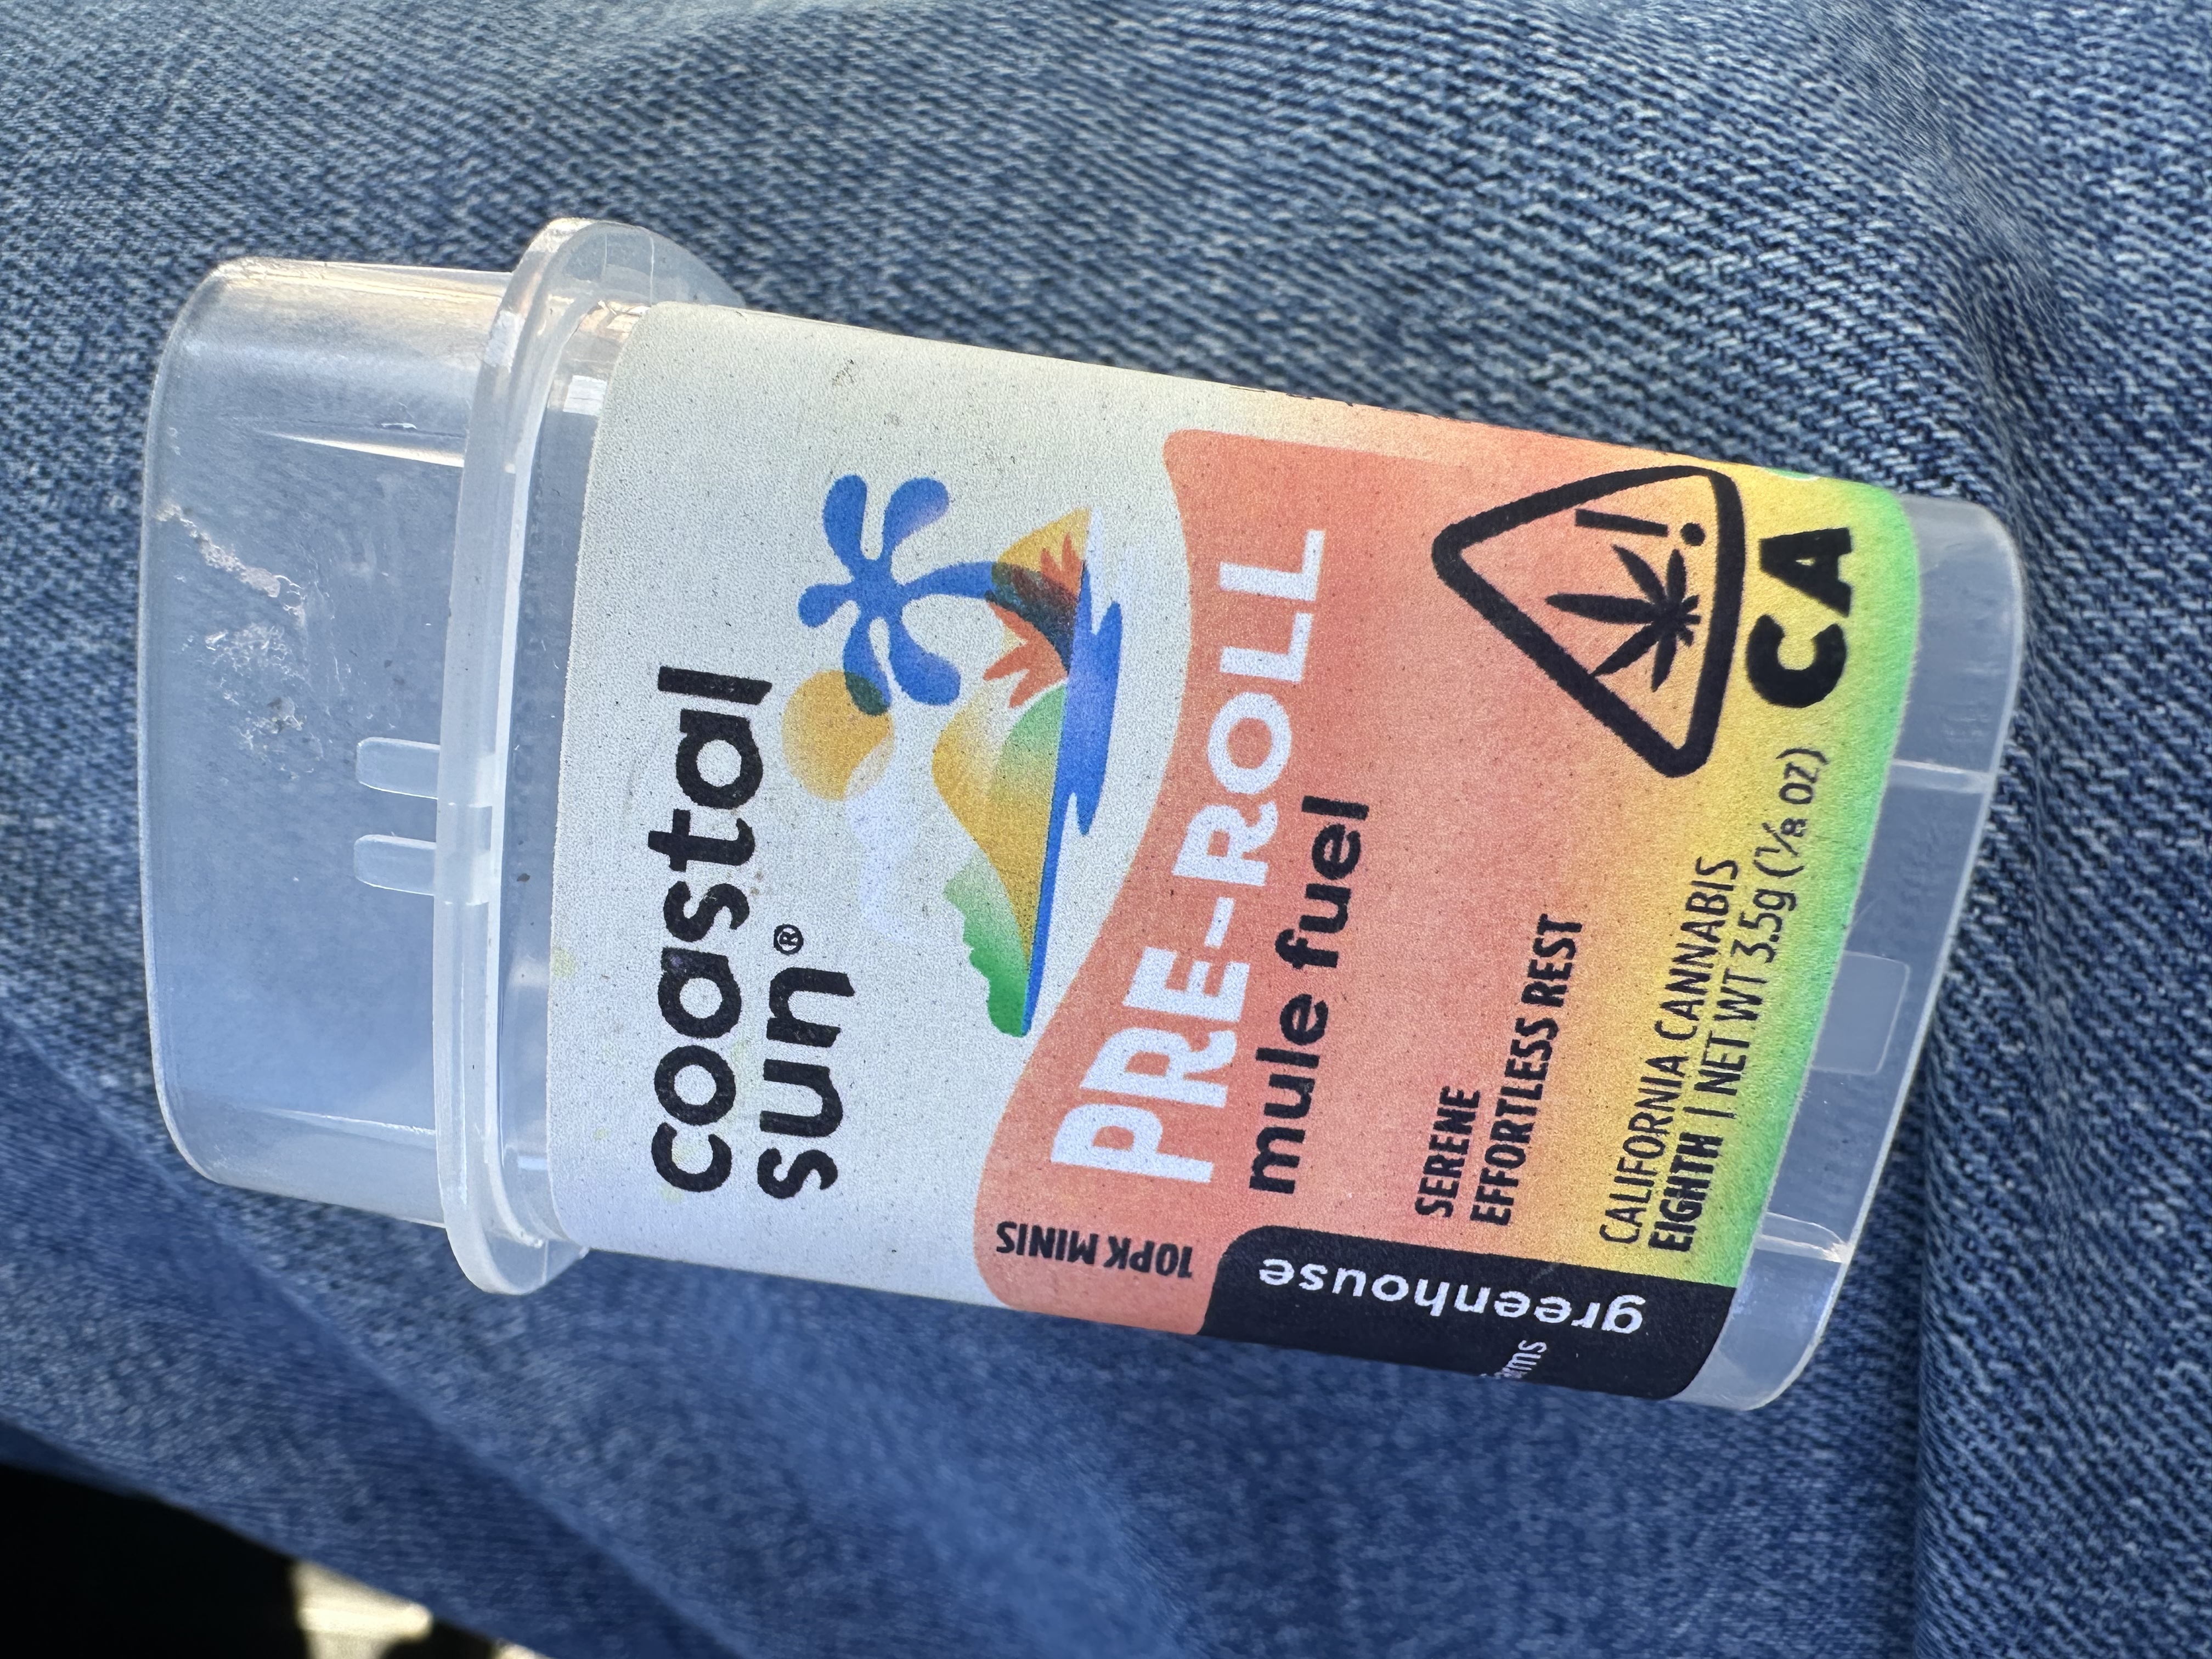 coastal
sun®
PRE-ROLL
mule fuel
SERENE
EFFORTLESS REST
CALIFORNIA CANNABIS
EIGHTH | NET WT 3.5g (⅛ OZ)
!
CA
10PK MINIS
greenhouse